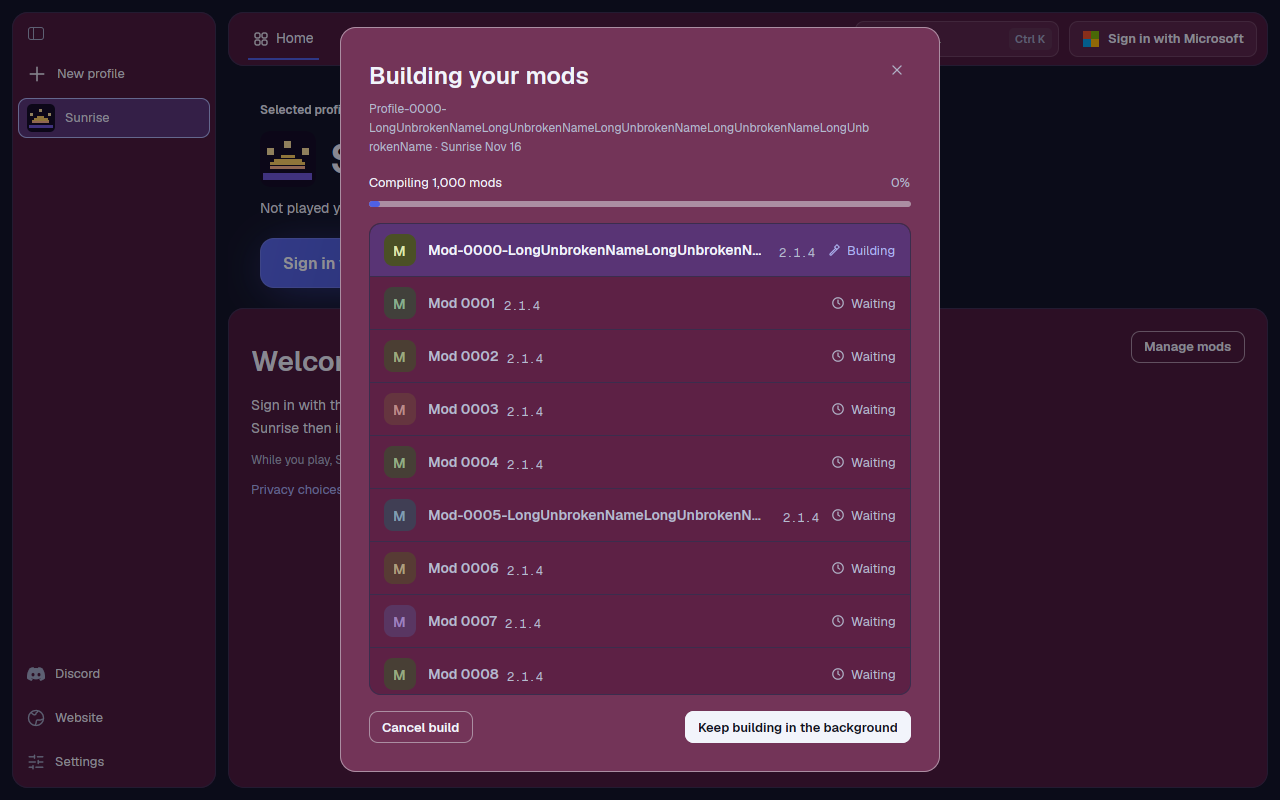 New profile
Sunrise
Discord
Website
Settings
Home
Ctrl K
Sign in with Microsoft
Selected profi
Not played y
Sign in
Welcon
Sign in with th
Sunrise then i
While you play, S
Privacy choices
Manage mods
Building your mods
Profile-0000-
LongUnbrokenNameLongUnbrokenNameLongUnbrokenNameLongUnbrokenNameLongUnb
rokenName · Sunrise Nov 16
Compiling 1,000 mods 0%
M Mod-0000-LongUnbrokenNameLongUnbrokenN… 2.1.4 Building
M Mod 0001 2.1.4 Waiting
M Mod 0002 2.1.4 Waiting
M Mod 0003 2.1.4 Waiting
M Mod 0004 2.1.4 Waiting
M Mod-0005-LongUnbrokenNameLongUnbrokenN… 2.1.4 Waiting
M Mod 0006 2.1.4 Waiting
M Mod 0007 2.1.4 Waiting
M Mod 0008 2.1.4 Waiting
Cancel build
Keep building in the background